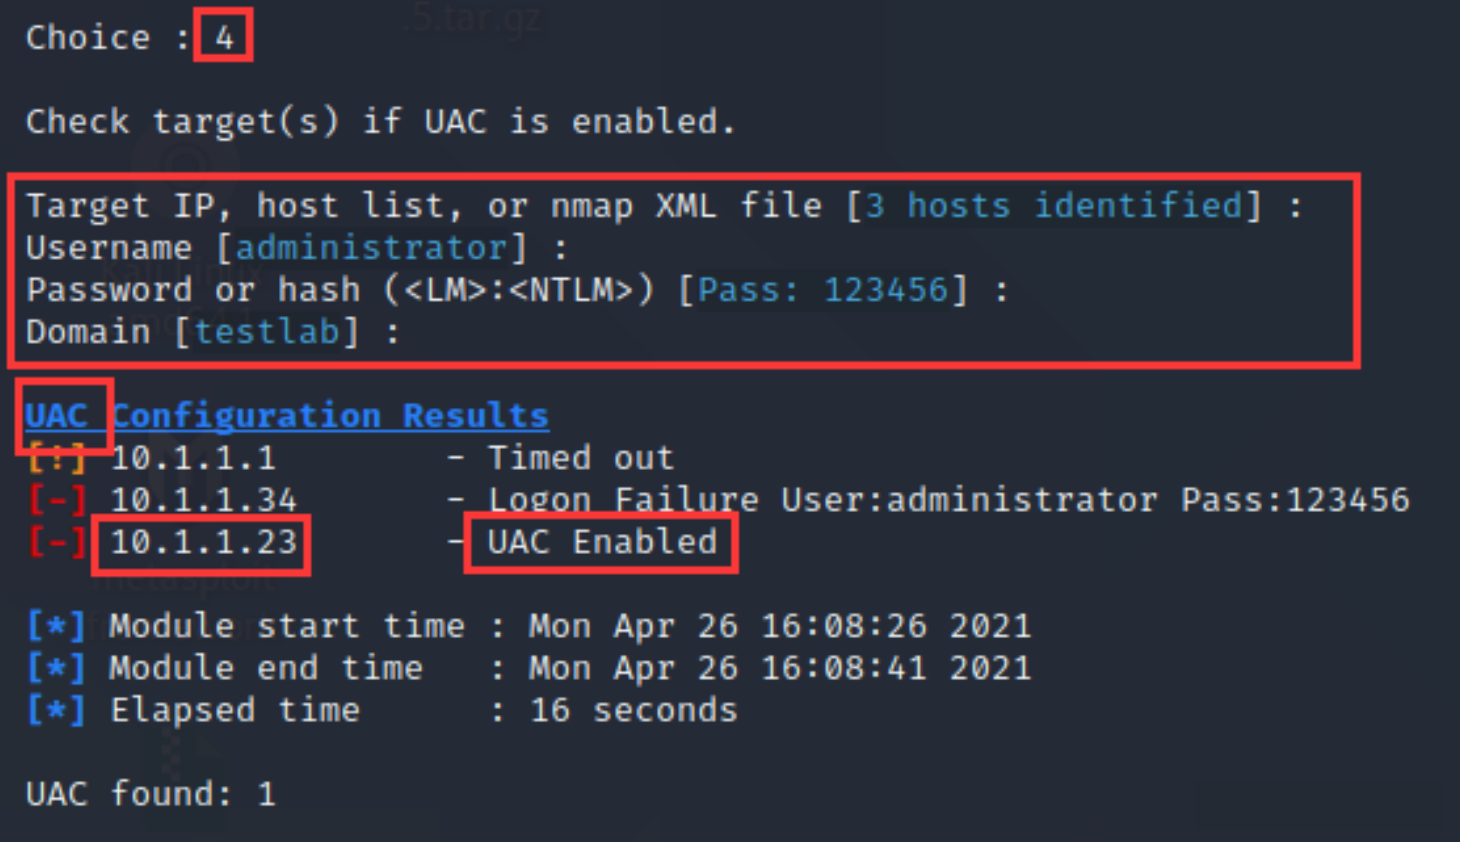 .5.tar.gz
Choice : 4
Check target(s) if UAC is enabled.
Target IP, host list, or nmap XML file [3 hosts identified] :
Username [administrator] :
Password or hash (<LM>:<NTLM>) [Pass: 123456] :
Domain [testlab] :
UAC Configuration Results
[!] 10.1.1.1 - Timed out
[-] 10.1.1.34 - Logon Failure User:administrator Pass:123456
[-] 10.1.1.23 - UAC Enabled
[*] Module start time : Mon Apr 26 16:08:26 2021
[*] Module end time : Mon Apr 26 16:08:41 2021
[*] Elapsed time : 16 seconds
UAC found: 1